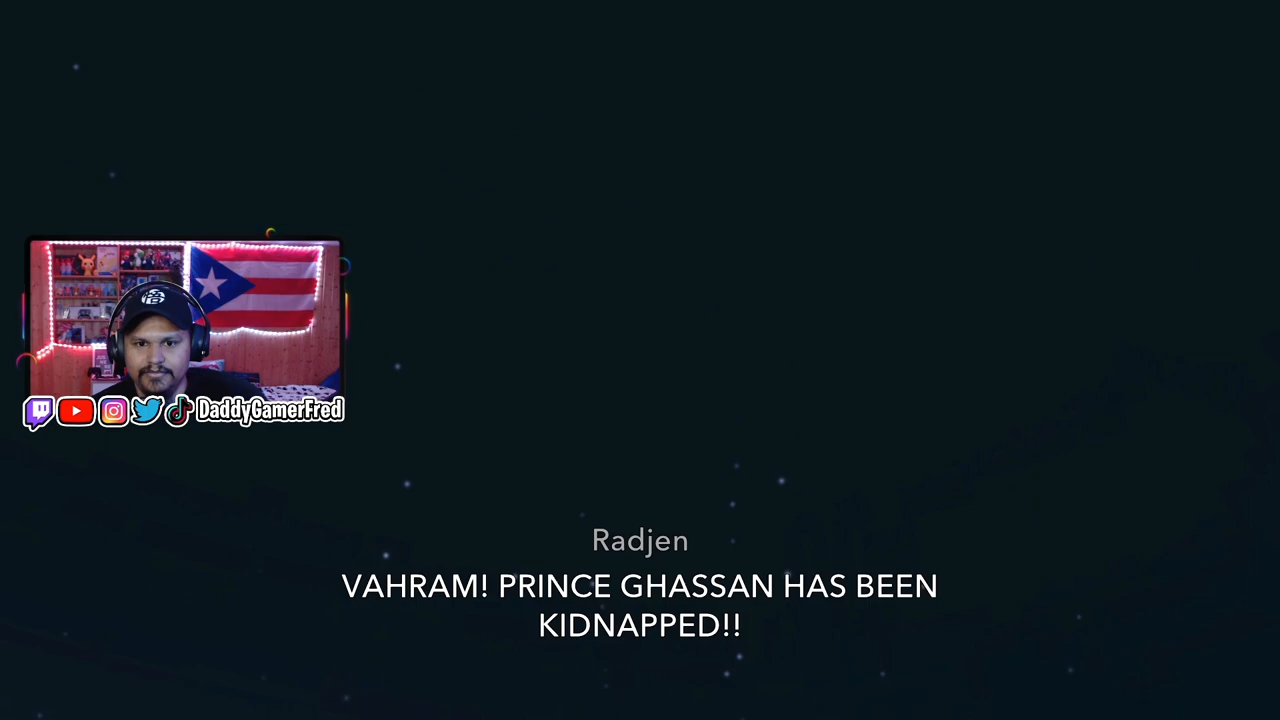 DaddyGamerFred
Radjen
VAHRAM! PRINCE GHASSAN HAS BEEN
KIDNAPPED!!